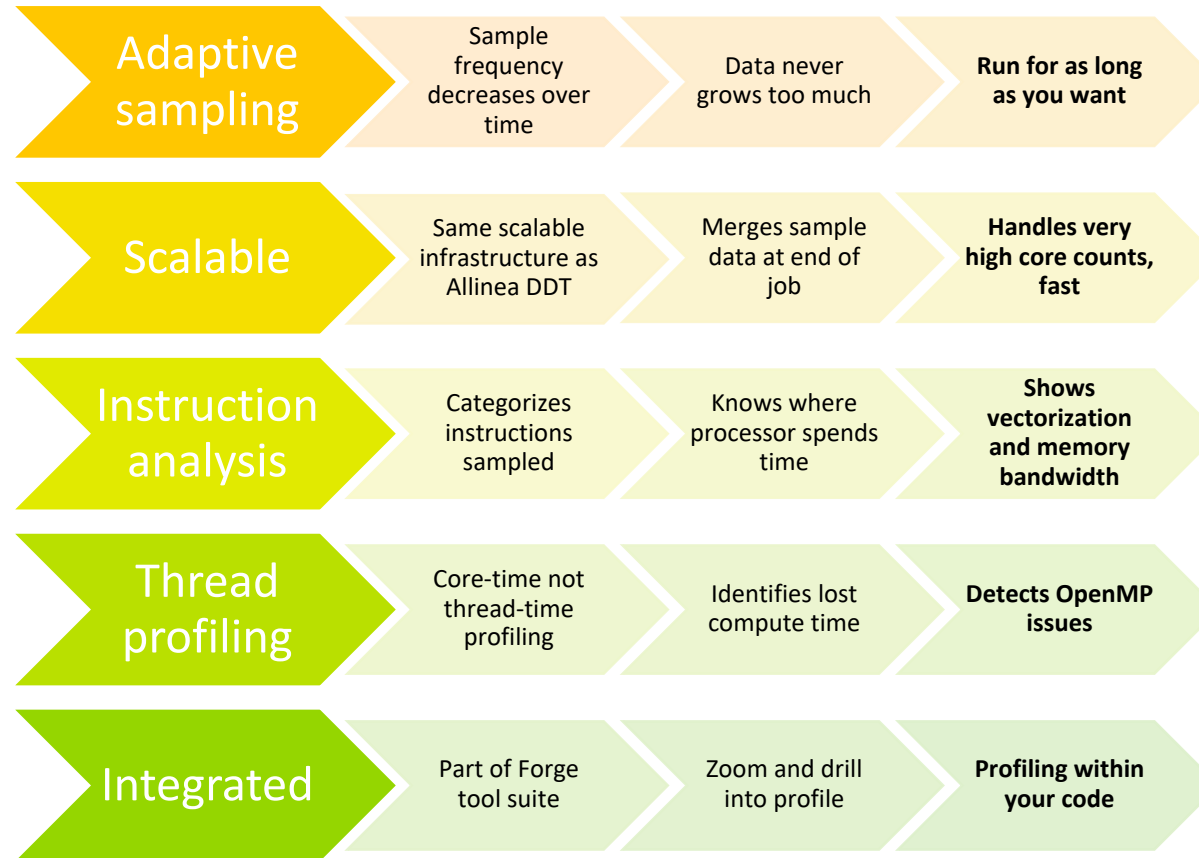 Adaptive
sampling
Sample
frequency
decreases over
time
Data never
grows too much
Run for as long
as you want
Scalable
Same scalable
infrastructure as
Allinea DDT
Merges sample
data at end of
job
Handles very
high core counts,
fast
Instruction
analysis
Categorizes
instructions
sampled
Knows where
processor spends
time
Shows
vectorization
and memory
bandwidth
Thread
profiling
Core-time not
thread-time
profiling
Identifies lost
compute time
Detects OpenMP
issues
Integrated
Part of Forge
tool suite
Zoom and drill
into profile
Profiling within
your code